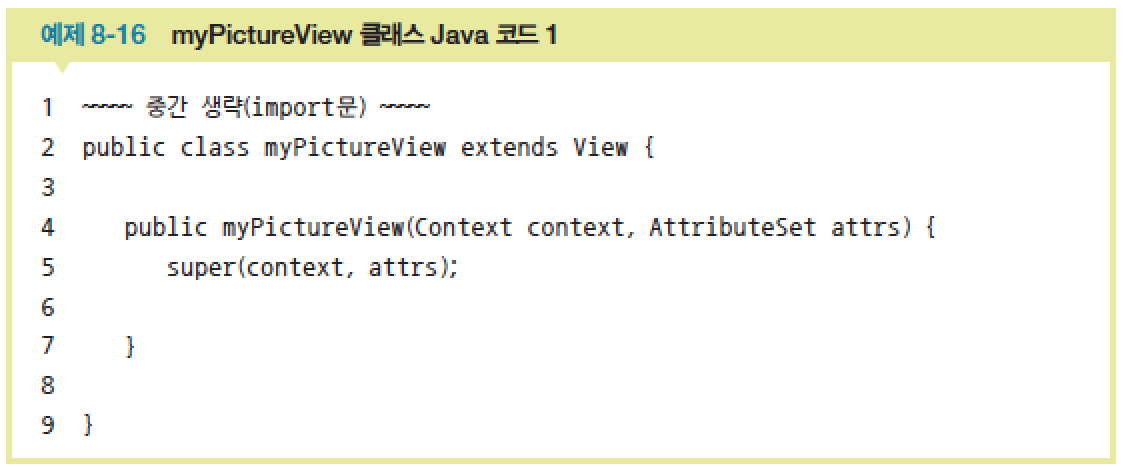 예제 8-16 myPictureView 클래스 Java 코드 1
1 ~~~~ 중간 생략(import문) ~~~~
2 public class myPictureView extends View {
3
4 public myPictureView(Context context, AttributeSet attrs) {
5 super(context, attrs);
6
7 }
8
9 }